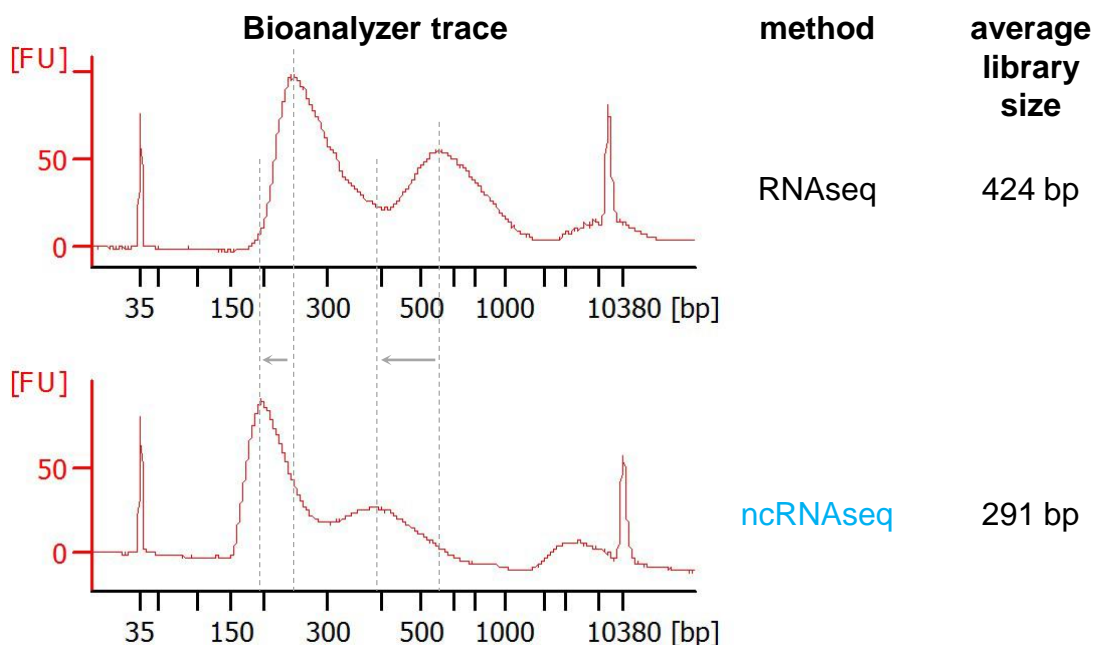 Bioanalyzer trace
method
average
library
size
[FU]
50
0
35 150 300 500 1000 10380 [bp]
RNAseq
424 bp
[FU]
50
0
35 150 300 500 1000 10380 [bp]
ncRNAseq
291 bp